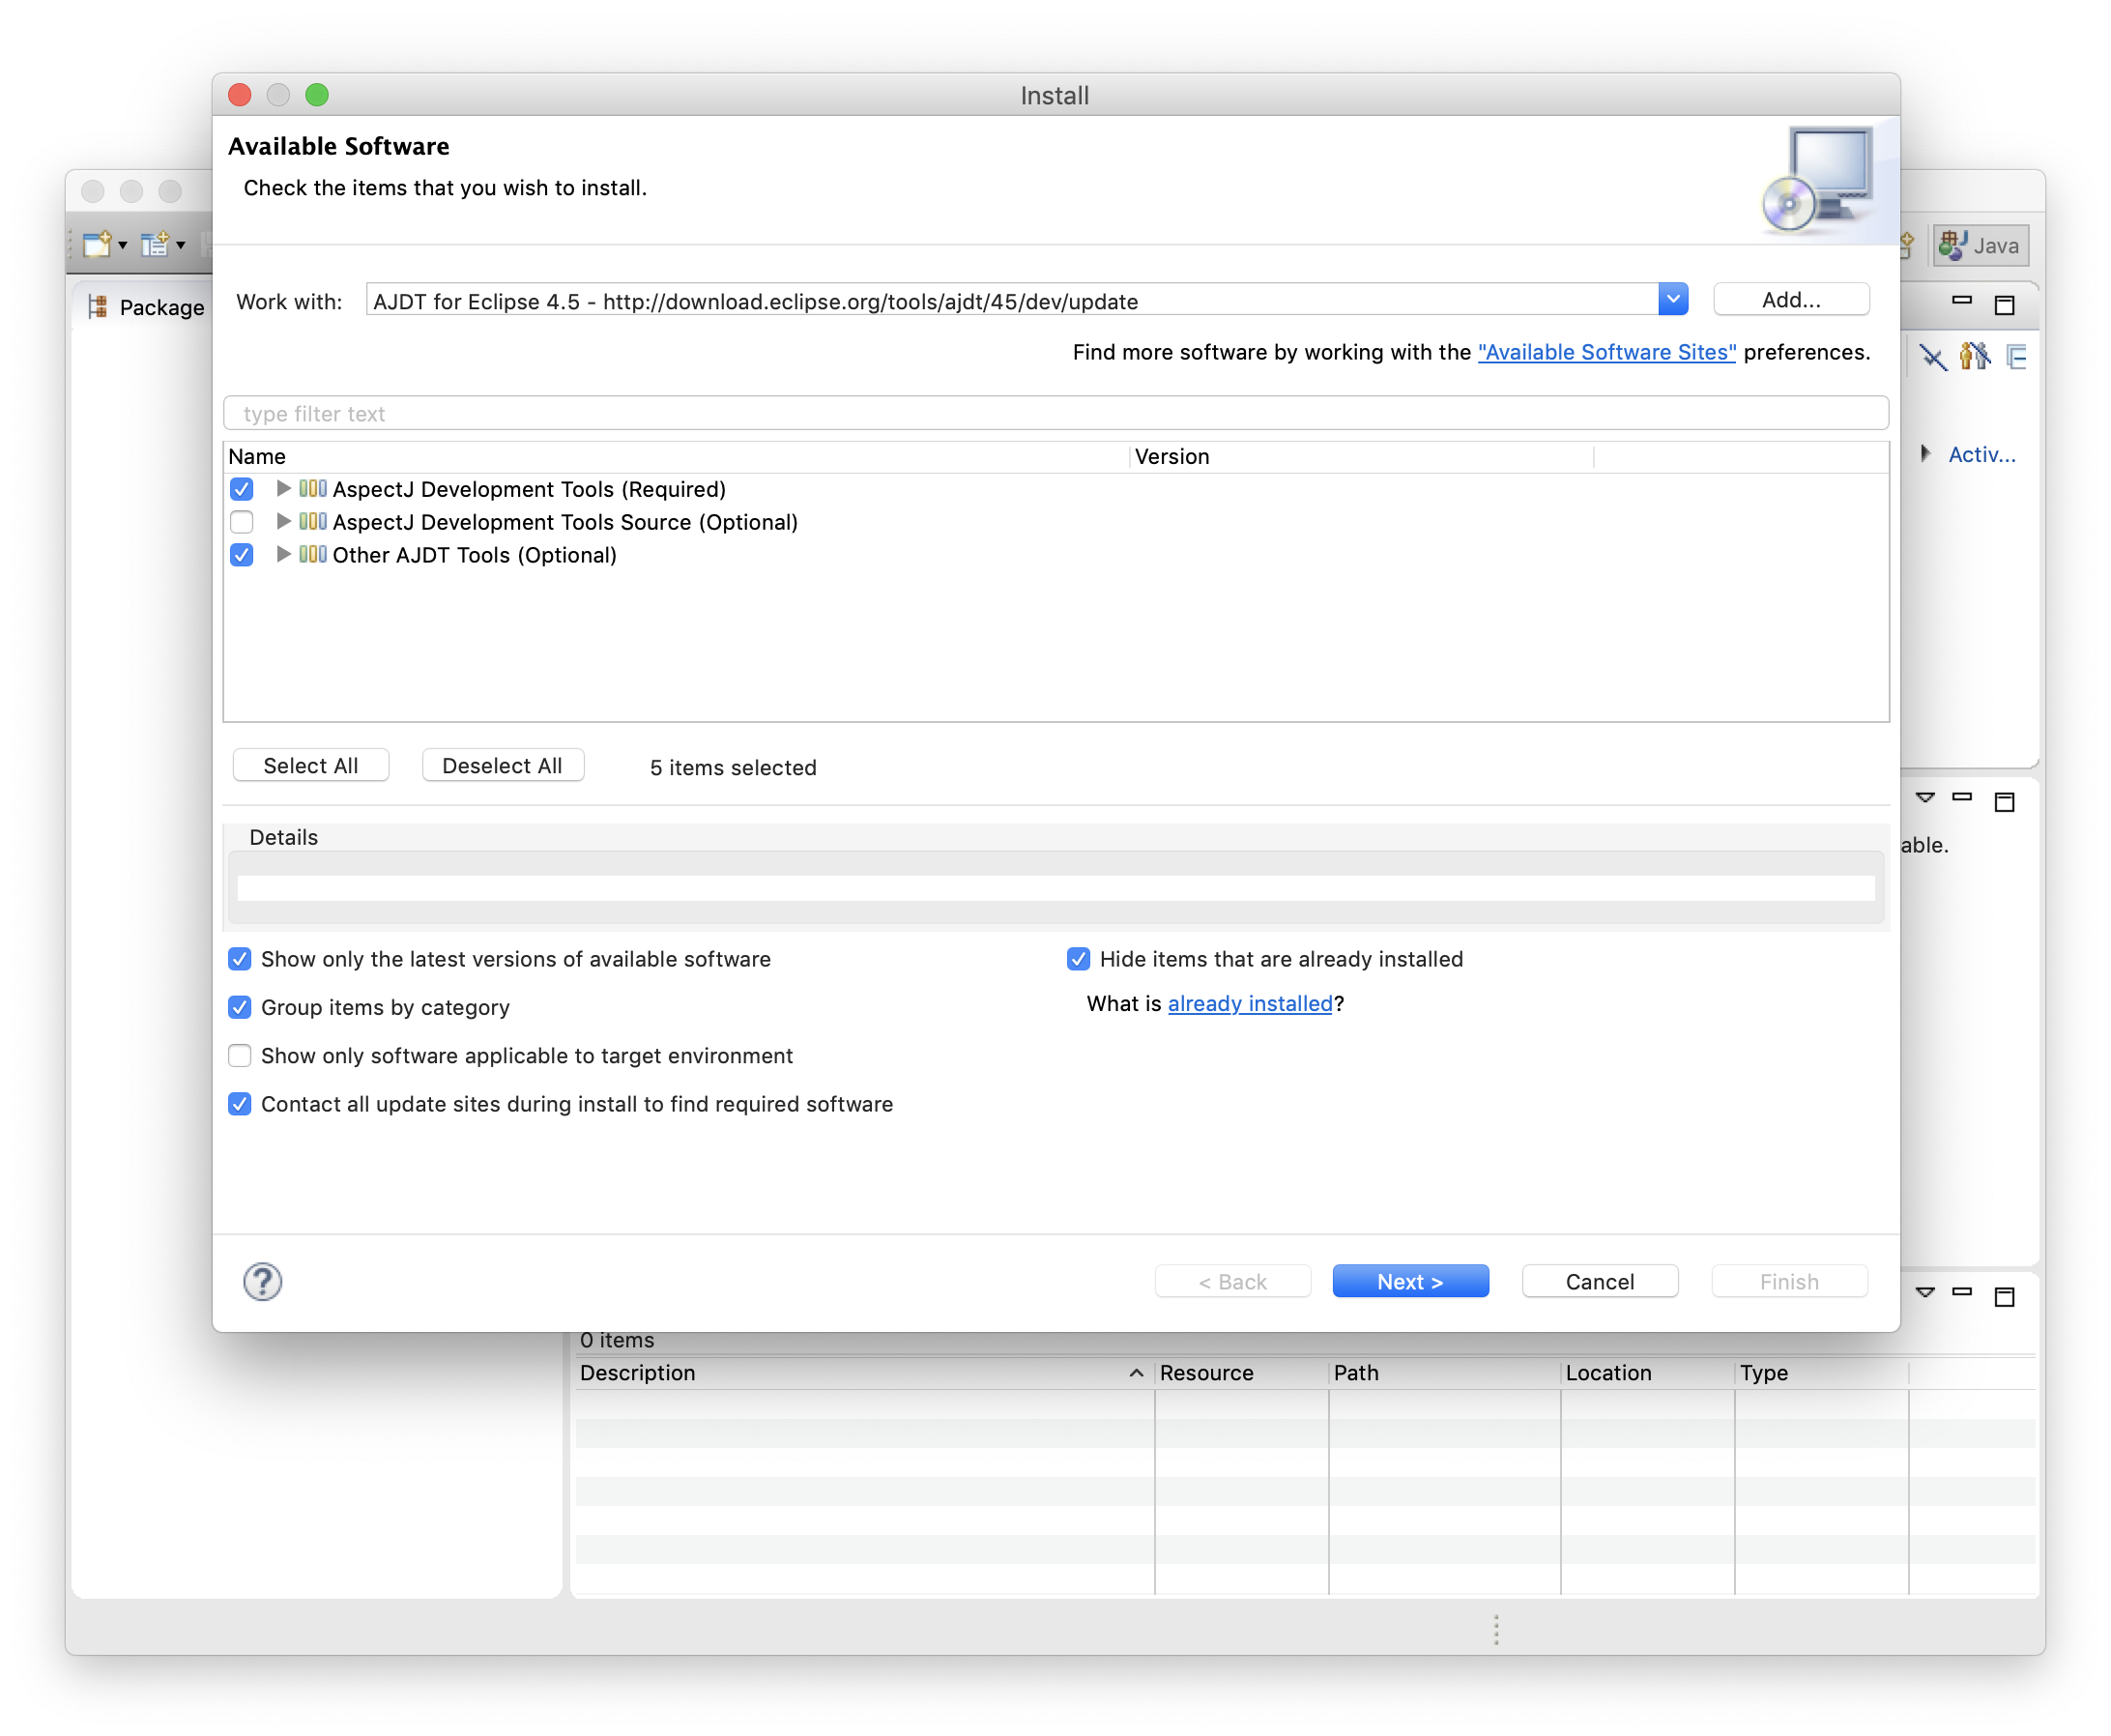 Install
Available Software
Check the items that you wish to install.
Java
Package
Work with: AJDT for Eclipse 4.5 - http://download.eclipse.org/tools/ajdt/45/dev/update Add...
Find more software by working with the "Available Software Sites" preferences.
type filter text
Name Version
Activ...
AspectJ Development Tools (Required)
AspectJ Development Tools Source (Optional)
Other AJDT Tools (Optional)
Select All Deselect All 5 items selected
Details
able.
Show only the latest versions of available software Hide items that are already installed
Group items by category What is already installed?
Show only software applicable to target environment
Contact all update sites during install to find required software
? < Back Next > Cancel Finish
0 items
Description Resource Path Location Type